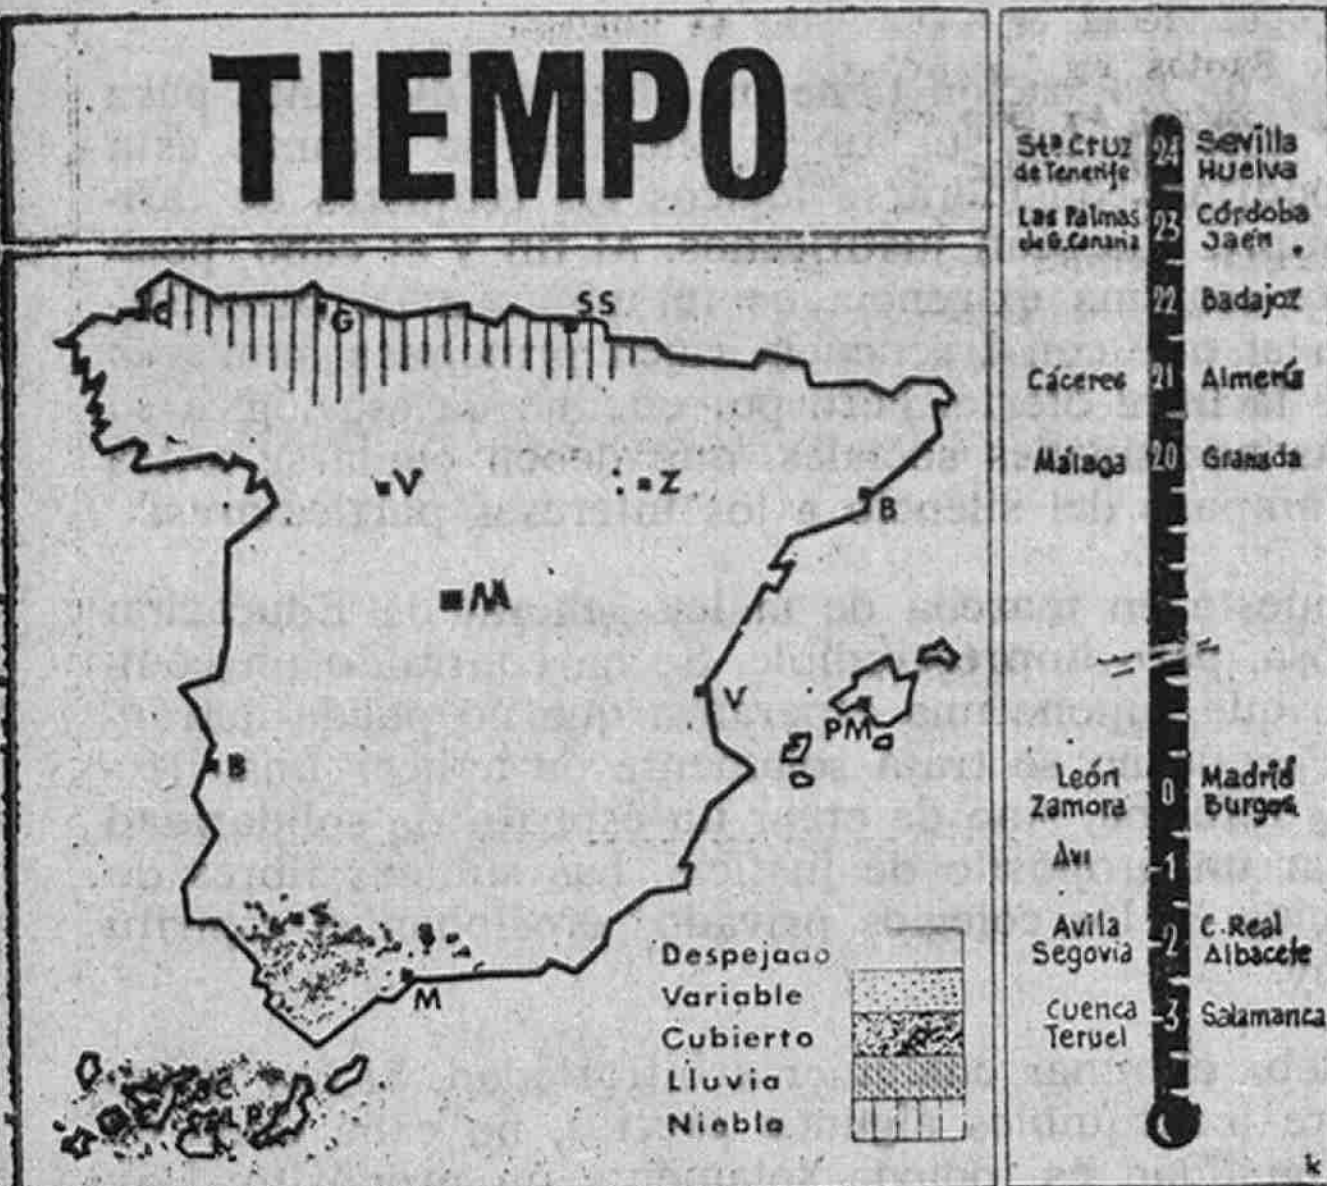 TIEMPO
C
G
SS
V
Z
B
M
V
PM
B
M
SC
LP
Despejado
Variable
Cubierto
Lluvia
Niebla
Stª Cruz 24 Sevilla
de Tenerife Huelva
Las Palmas 23 Córdoba
de G. Canaria Jaén
22 Badajoz
Cáceres 21 Almería
Málaga 20 Granada
León 0 Madrid
Zamora Burgos
-1
Avila -2 C. Real
Segovia Albacete
Cuenca -3 Salamanca
Teruel
k